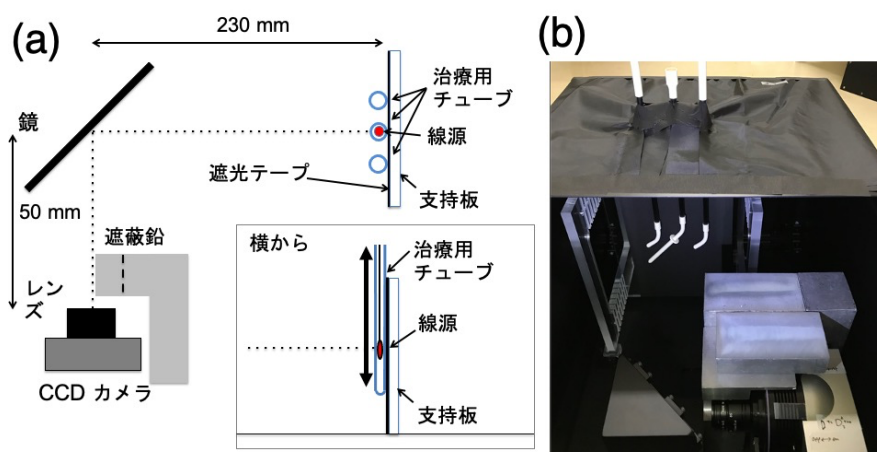 (a)
230 mm
鏡
50 mm
遮蔽鉛
レン
ズ
CCD カメラ
治療用
チューブ
線源
遮光テープ
支持板
横から
治療用
チューブ
線源
支持板
(b)